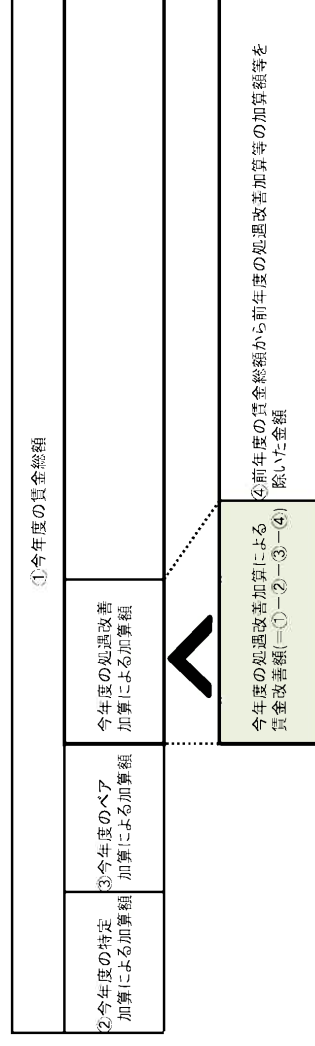 ①今年度の賃金総額
②今年度の特定
加算による加算額
③今年度のベア
加算による加算額
今年度の処遇改善
加算による加算額
今年度の処遇改善加算による
賃金改善額(=①-②-③-④)
④前年度の賃金総額から前年度の処遇改善加算等の加算額等を
除いた金額